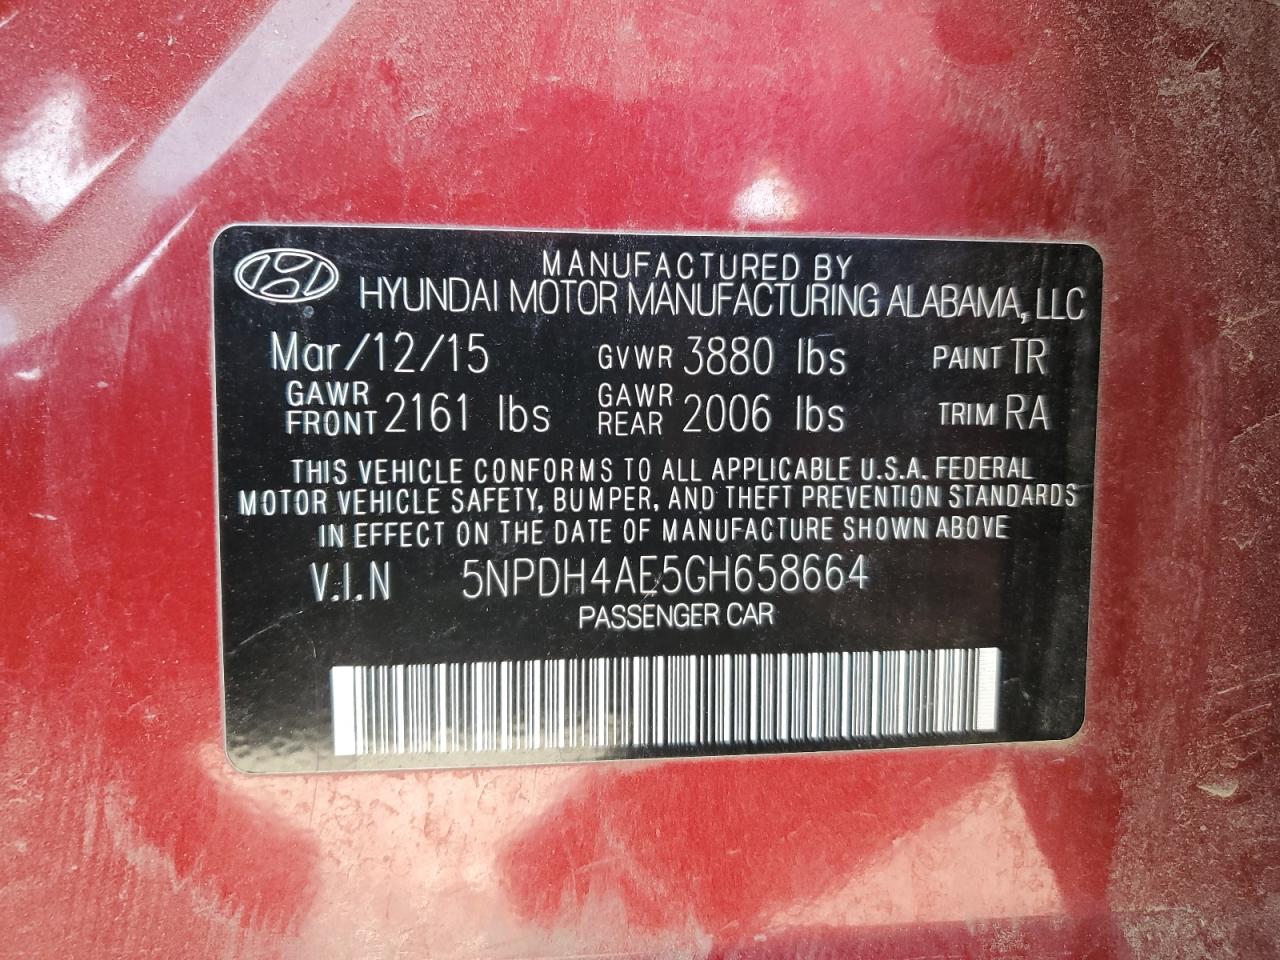 MANUFACTURED BY
HYUNDAI MOTOR MANUFACTURING ALABAMA, LLC
Mar/12/15 GVWR 3880 lbs PAINT TR
GAWR FRONT 2161 lbs GAWR REAR 2006 lbs TRIM RA
THIS VEHICLE CONFORMS TO ALL APPLICABLE U.S.A. FEDERAL
MOTOR VEHICLE SAFETY, BUMPER, AND THEFT PREVENTION STANDARDS
IN EFFECT ON THE DATE OF MANUFACTURE SHOWN ABOVE
V.I.N 5NPDH4AE5GH658664
PASSENGER CAR